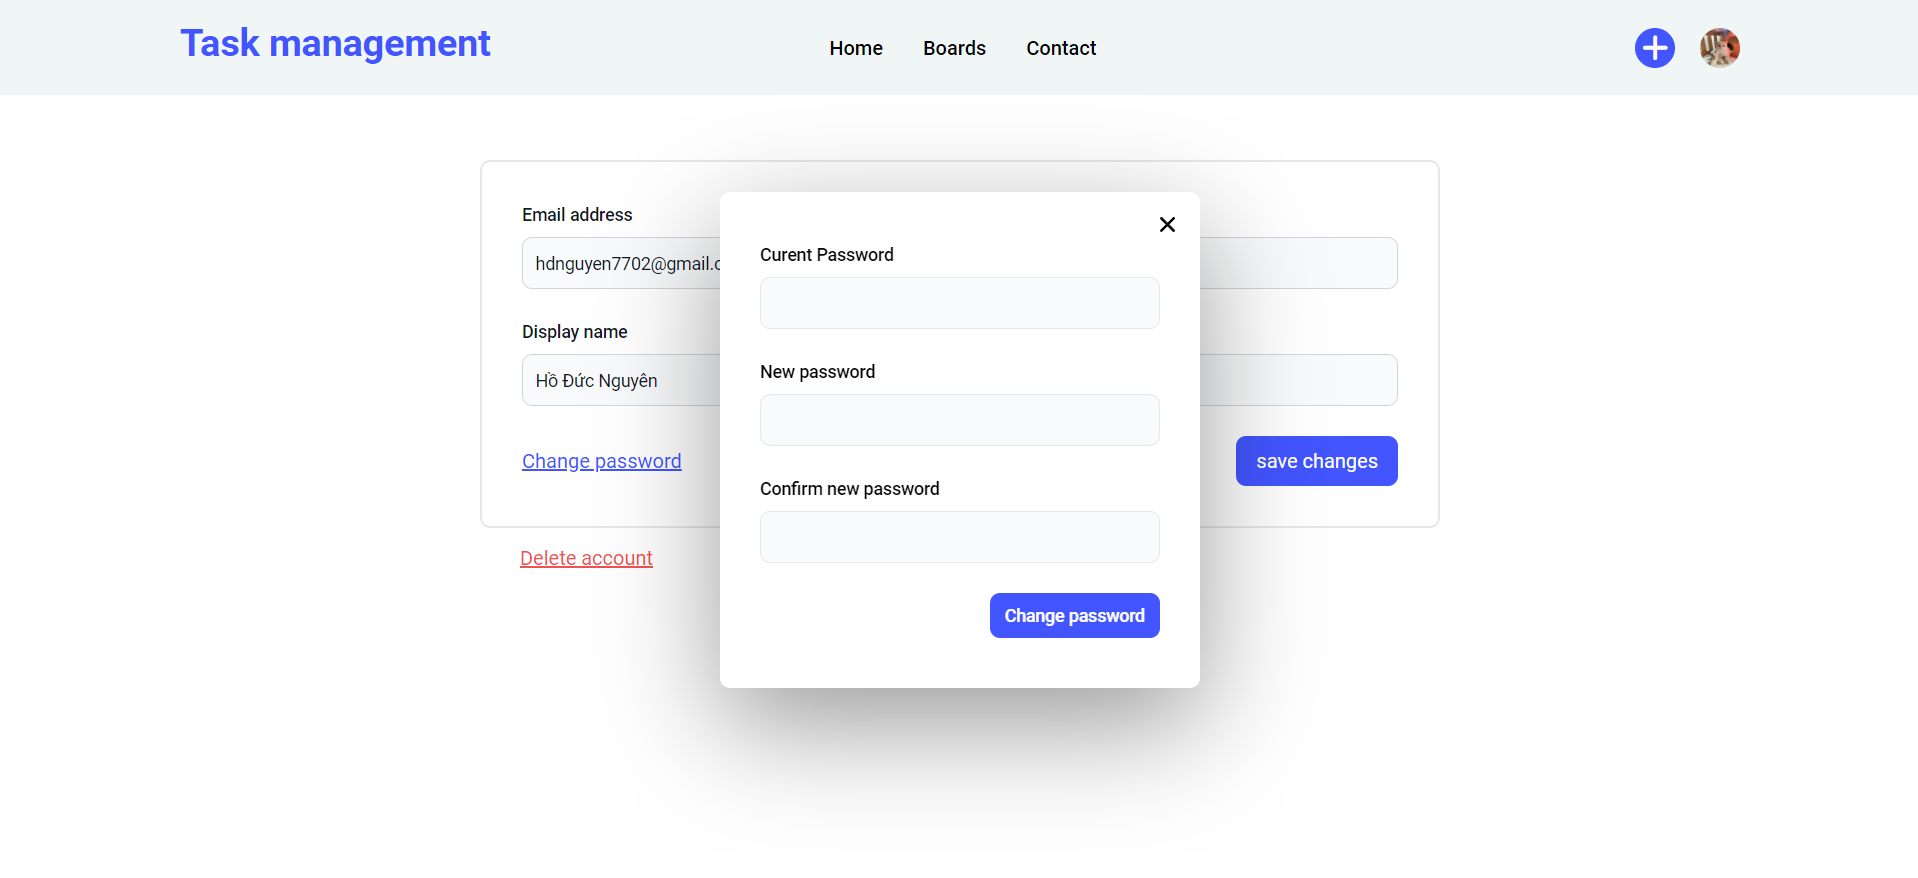 Task management
Home
Boards
Contact
Email address
hdnguyen7702@gmail.c
Display name
Hồ Đức Nguyên
Change password
save changes
Delete account
Curent Password
New password
Confirm new password
Change password